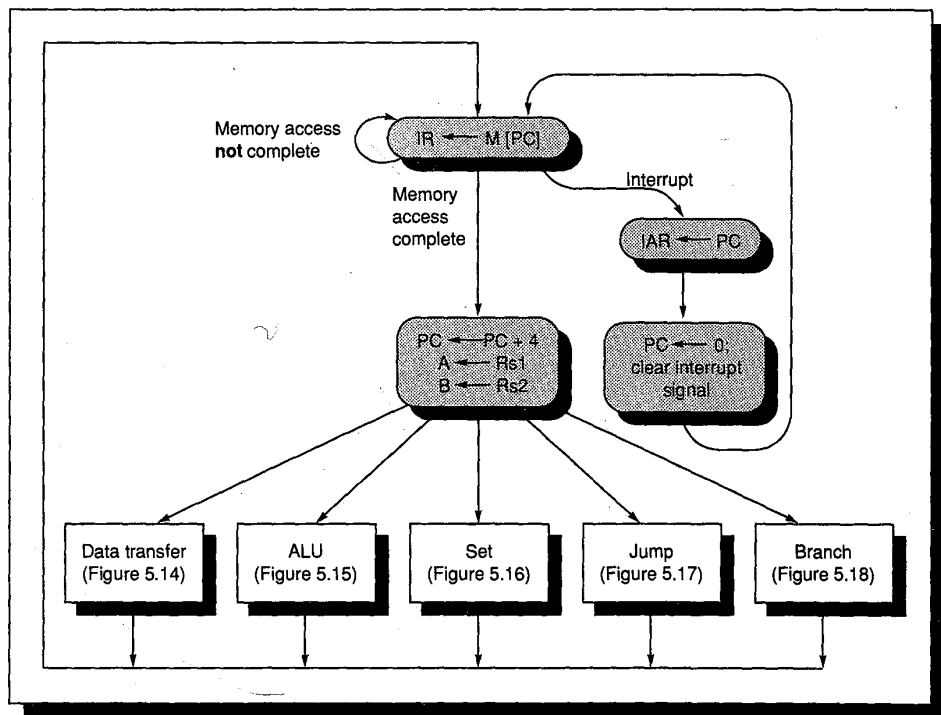 Memory access
not complete
IR ← M [PC]
Memory
access
complete
Interrupt
IAR ← PC
PC ← PC + 4
A ← Rs1
B ← Rs2
PC ← 0,
clear interrupt
signal
Data transfer
(Figure 5.14)
ALU
(Figure 5.15)
Set
(Figure 5.16)
Jump
(Figure 5.17)
Branch
(Figure 5.18)